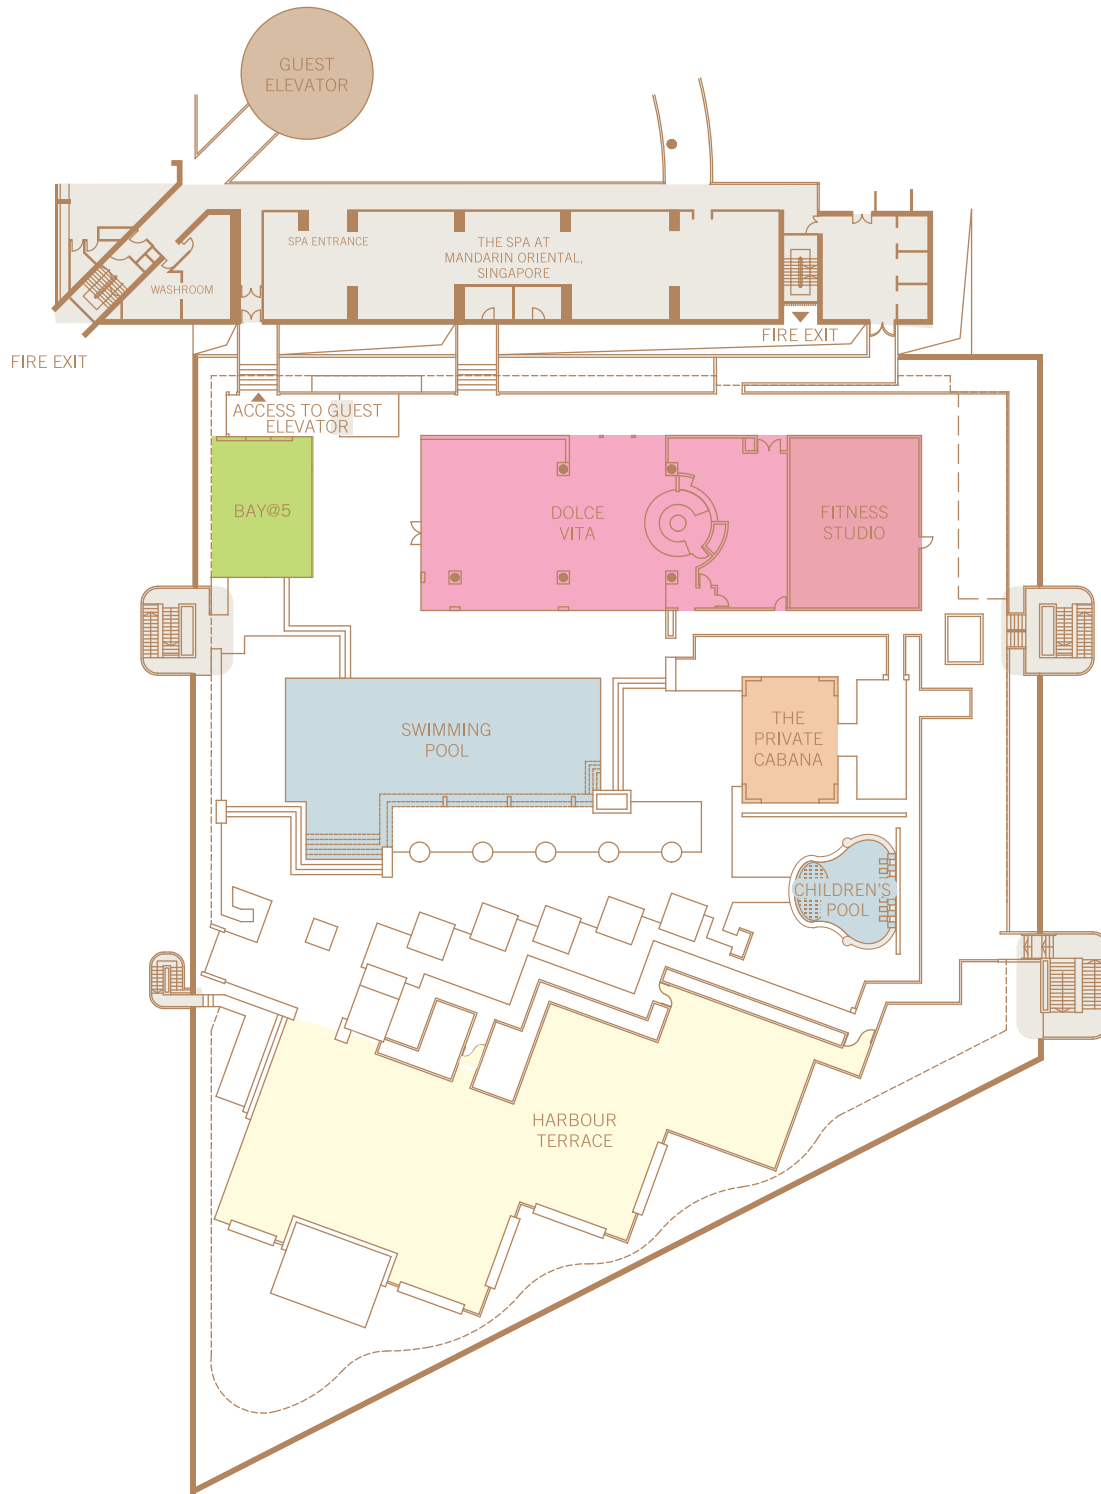 GUEST
ELEVATOR
SPA ENTRANCE
THE SPA AT
MANDARIN ORIENTAL,
SINGAPORE
WASHROOM
FIRE EXIT
FIRE EXIT
ACCESS TO GUEST
ELEVATOR
BAY@5
DOLCE
VITA
FITNESS
STUDIO
SWIMMING
POOL
THE
PRIVATE
CABANA
CHILDREN'S
POOL
HARBOUR
TERRACE